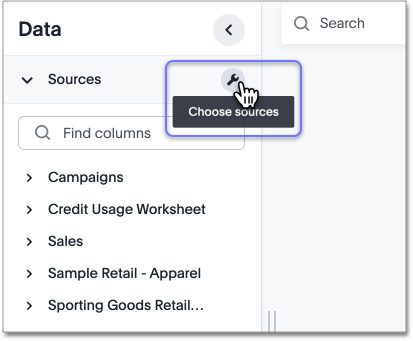 Data
Search
Sources
Choose sources
Find columns
Campaigns
Credit Usage Worksheet
Sales
Sample Retail - Apparel
Sporting Goods Retail...